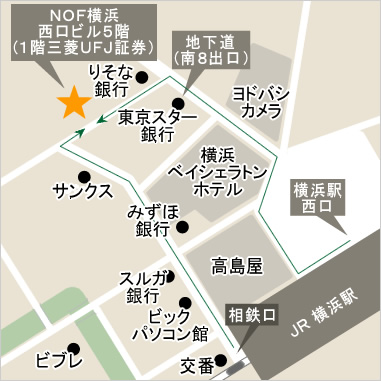 NOF横浜
西口ビル5階
(1階三菱UFJ証券)
地下道
(南8出口)
りそな
銀行
東京スター
銀行
ヨドバシ
カメラ
横浜
ベイシェラトン
ホテル
サンクス
横浜駅
西口
みずほ
銀行
高島屋
スルガ
銀行
ビック
パソコン館
相鉄口
JR 横浜駅
ビブレ
交番